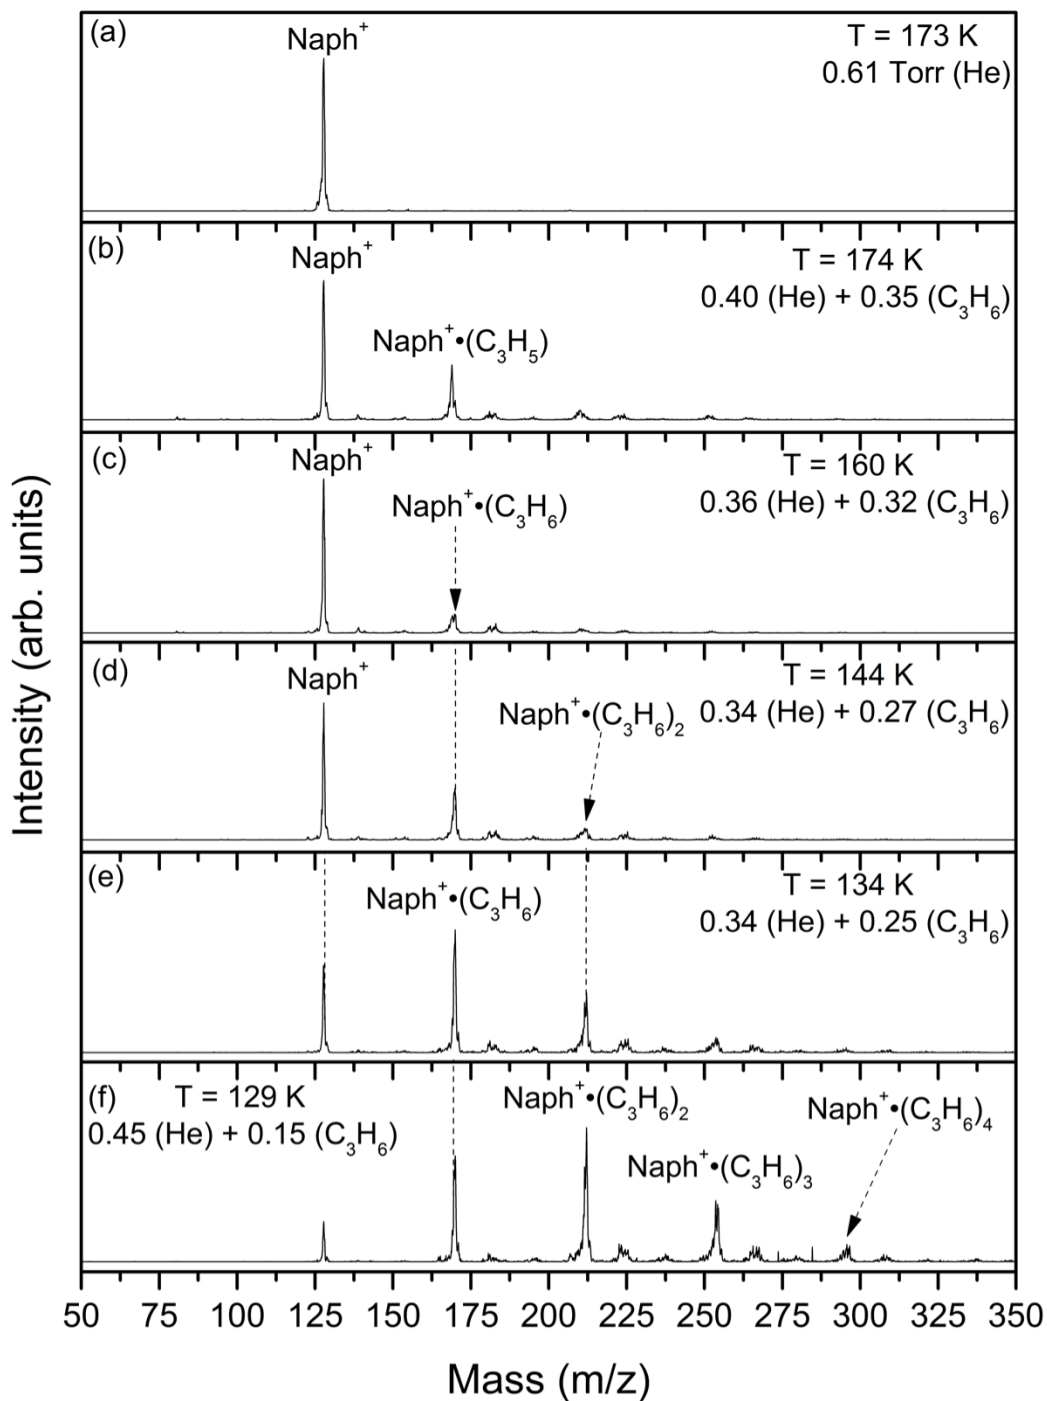 (a)
Naph⁺
T = 173 K
0.61 Torr (He)
(b)
Naph⁺
T = 174 K
0.40 (He) + 0.35 (C₃H₆)
Naph⁺•(C₃H₅)
(c)
Naph⁺
T = 160 K
0.36 (He) + 0.32 (C₃H₆)
Naph⁺•(C₃H₆)
(d)
Naph⁺
T = 144 K
Naph⁺•(C₃H₆)₂
0.34 (He) + 0.27 (C₃H₆)
(e)
Naph⁺•(C₃H₆)
T = 134 K
0.34 (He) + 0.25 (C₃H₆)
(f)
T = 129 K
0.45 (He) + 0.15 (C₃H₆)
Naph⁺•(C₃H₆)₂
Naph⁺•(C₃H₆)₃
Naph⁺•(C₃H₆)₄
Intensity (arb. units)
50 75 100 125 150 175 200 225 250 275 300 325 350
Mass (m/z)